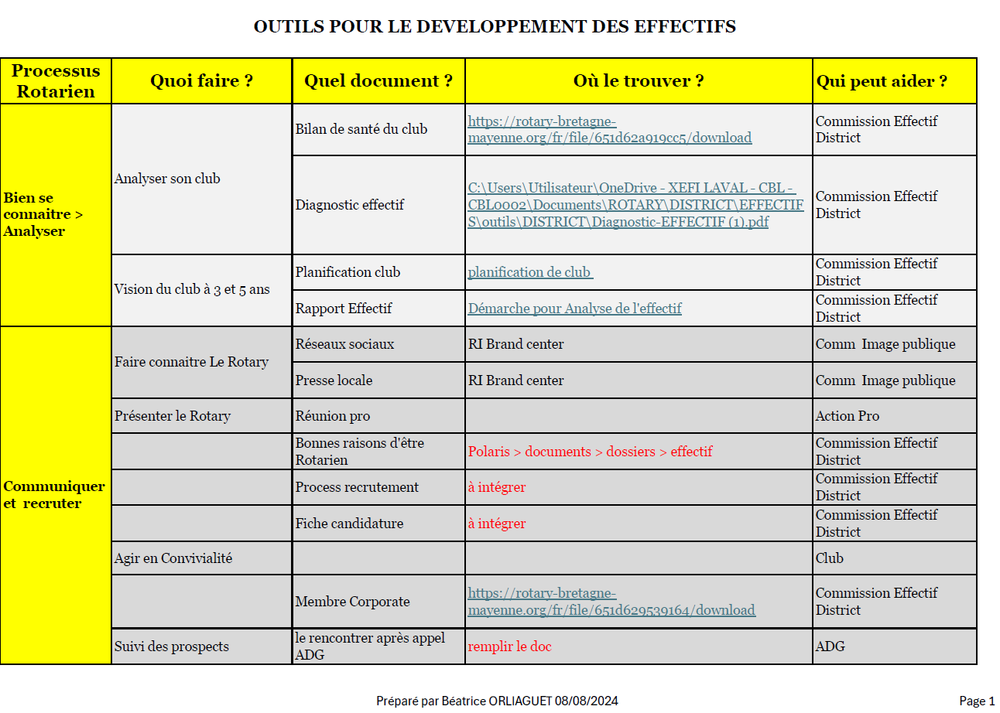 OUTILS POUR LE DEVELOPPEMENT DES EFFECTIFS
Processus
Rotarien
Quoi faire ?
Quel document ?
Où le trouver ?
Qui peut aider ?
Bien se
connaitre >
Analyser
Analyser son club
Bilan de santé du club
https://rotary-bretagne-
mayenne.org/fr/file/651d62a919cc5/download
Commission Effectif
District
Diagnostic effectif
C:\Users\Utilisateur\OneDrive - XEFI LAVAL - CBL -
CBL0002\Documents\ROTARY\DISTRICT\EFFECTIF
S\outils\DISTRICT\Diagnostic-EFFECTIF (1).pdf
Commission Effectif
District
Vision du club à 3 et 5 ans
Planification club
planification de club
Commission Effectif
District
Rapport Effectif
Démarche pour Analyse de l'effectif
Commission Effectif
District
Communiquer
et  recruter
Faire connaitre Le Rotary
Réseaux sociaux
RI Brand center
Comm  Image publique
Presse locale
RI Brand center
Comm  Image publique
Présenter le Rotary
Réunion pro
Action Pro
Bonnes raisons d'être
Rotarien
Polaris > documents > dossiers > effectif
Commission Effectif
District
Process recrutement
à intégrer
Commission Effectif
District
Fiche candidature
à intégrer
Commission Effectif
District
Agir en Convivialité
Club
Membre Corporate
https://rotary-bretagne-
mayenne.org/fr/file/651d629539164/download
Commission Effectif
District
Suivi des prospects
le rencontrer après appel
ADG
remplir le doc
ADG
Préparé par Béatrice ORLIAGUET 08/08/2024
Page 1